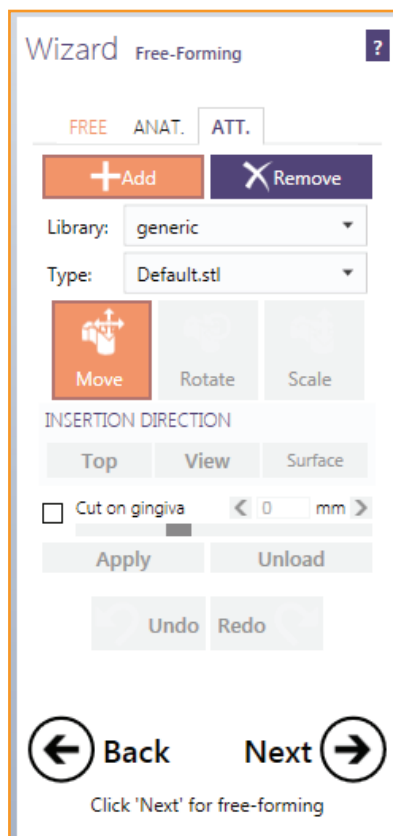 Wizard Free-Forming ?
FREE ANAT. ATT.
Add Remove
Library: generic
Type: Default.stl
Move Rotate Scale
INSERTION DIRECTION
Top View Surface
Cut on gingiva 0 mm
Apply Unload
Undo Redo
Back Next
Click 'Next' for free-forming